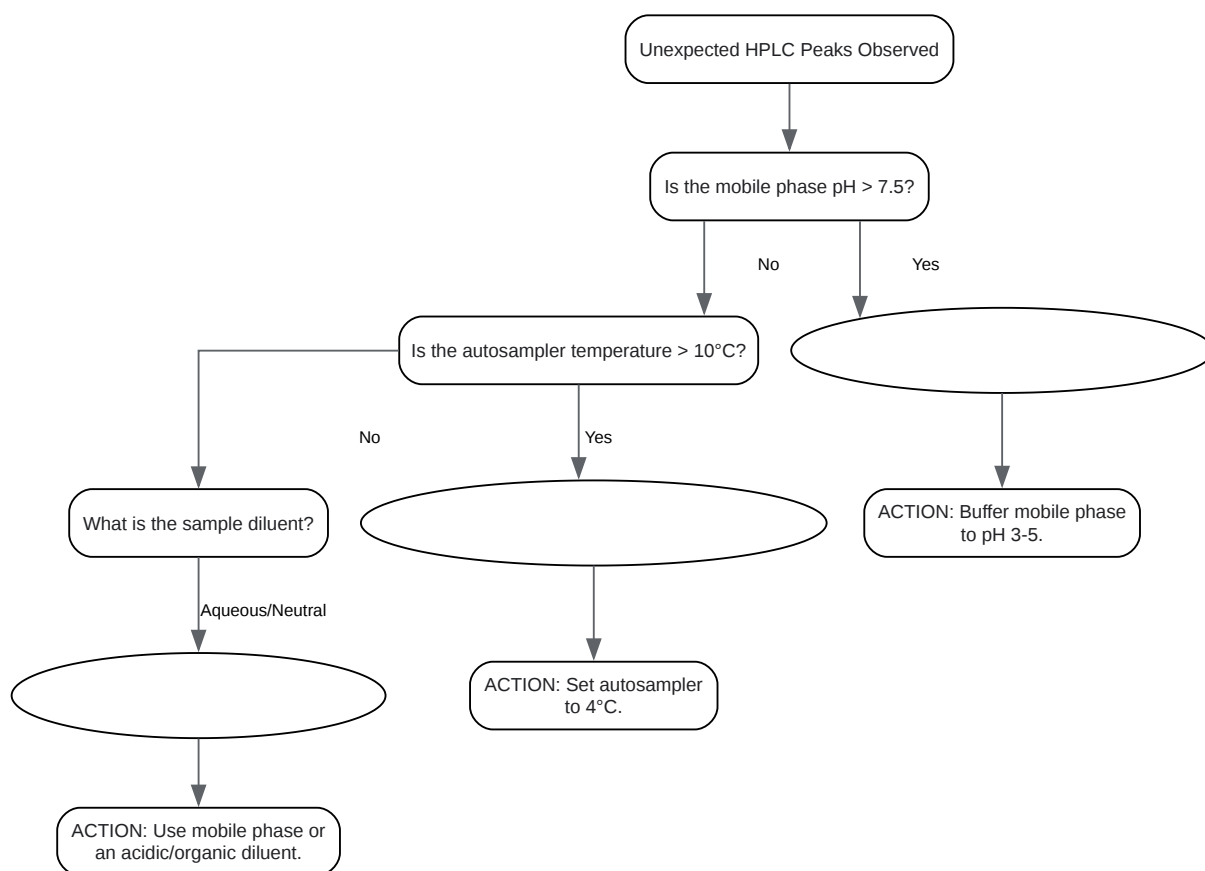 Unexpected HPLC Peaks Observed
Is the mobile phase pH > 7.5?
No
Yes
Is the autosampler temperature > 10°C?
No
Yes
What is the sample diluent?
ACTION: Buffer mobile phase
to pH 3-5.
Aqueous/Neutral
ACTION: Set autosampler
to 4°C.
ACTION: Use mobile phase or
an acidic/organic diluent.